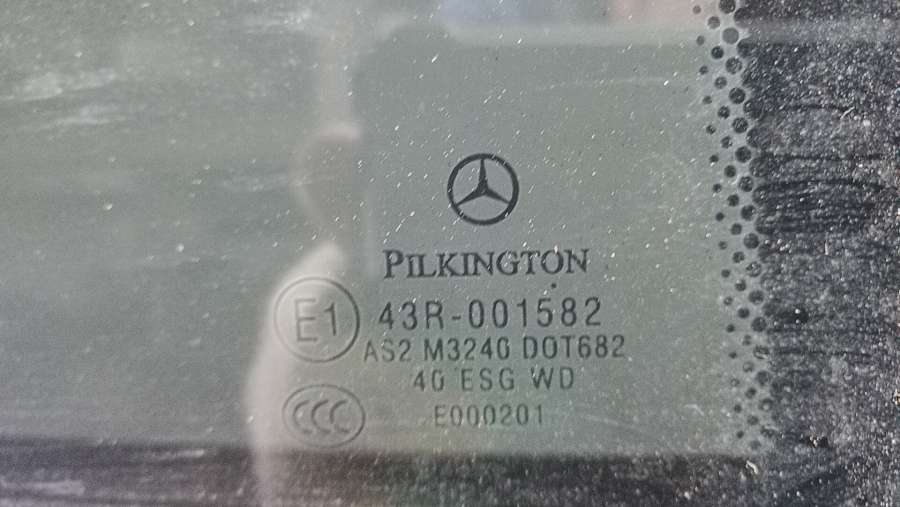 PILKINGTON
E1 43R-001582
AS2 M3240 DOT682
40 ESG WD
CCC E000201